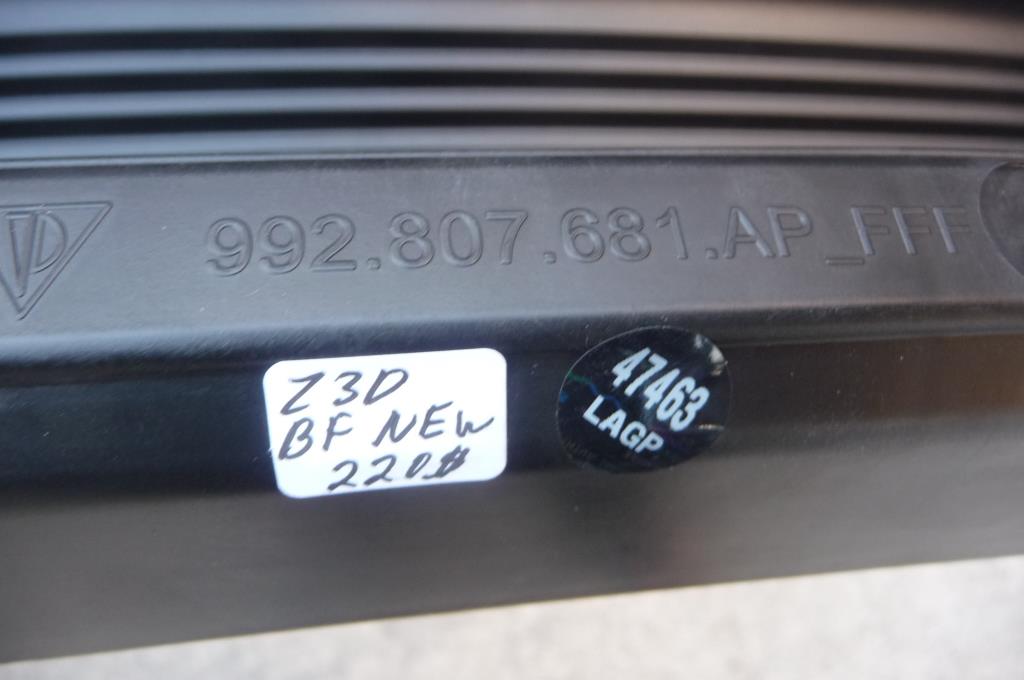 992.807.681.AP_FFF
Z3D
BF NEW
220$
47463
LAGP